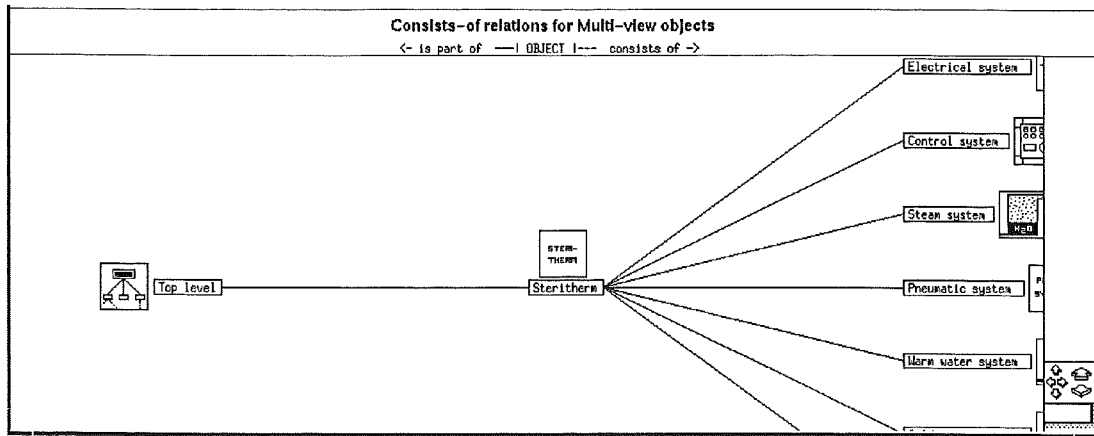 Consists-of relations for Multi-view objects
<- is part of ---| OBJECT |--- consists of ->
Electrical system
Control system
Steam system
H2O
STERI-
THERM
Top level
Steritherm
Pneumatic system
Warm water system